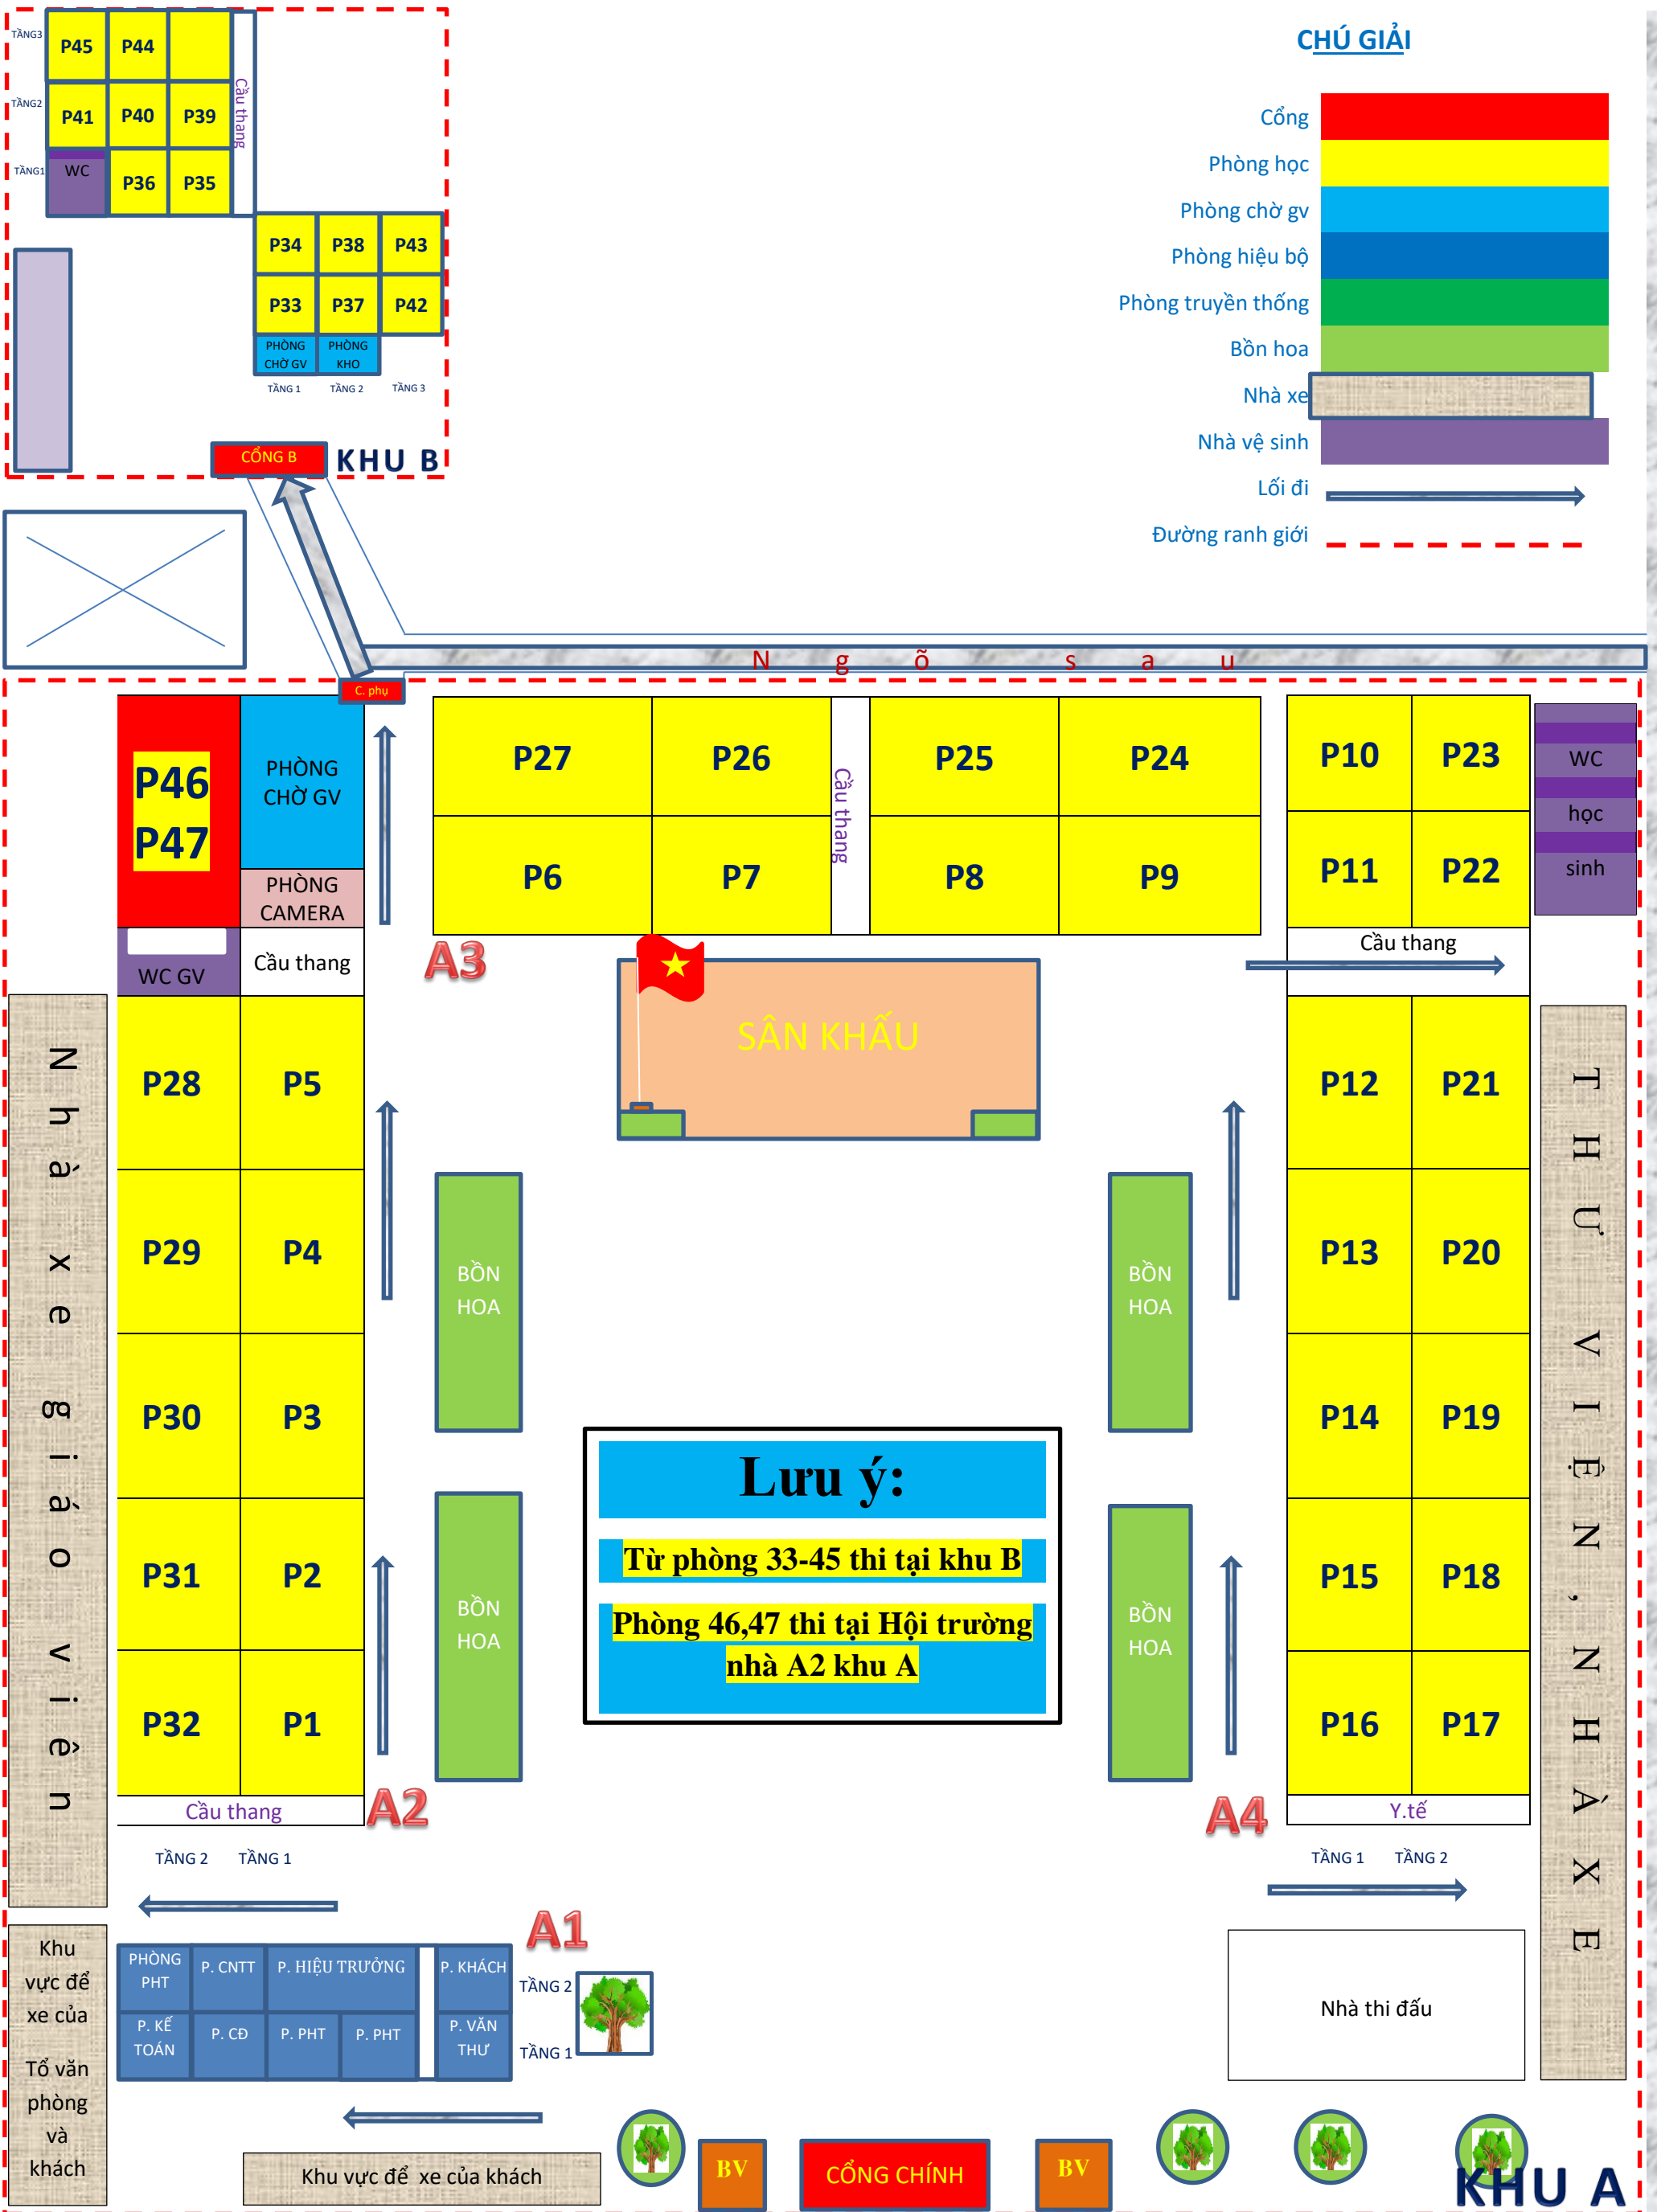 TẦNG3
P45
P44
TẦNG2
P41
P40
P39
Cầu thang
TẦNG1
WC
P36
P35
P34
P38
P43
P33
P37
P42
PHÒNG
CHỜ GV
PHÒNG
KHO
TẦNG 1
TẦNG 2
TẦNG 3
CỔNG B
KHU B
CHÚ GIẢI
Cổng
Phòng học
Phòng chờ gv
Phòng hiệu bộ
Phòng truyền thống
Bồn hoa
Nhà xe
Nhà vệ sinh
Lối đi
Đường ranh giới
Ngõ sau
C. phụ
P46
P47
PHÒNG
CHỜ GV
PHÒNG
CAMERA
WC GV
Cầu thang
P27
P26
Cầu thang
P25
P24
P6
P7
P8
P9
P10
P23
P11
P22
WC
học
sinh
Cầu thang
A3
SÂN KHẤU
Nhà xe giáo viên
P28
P5
P29
P4
P30
P3
P31
P2
P32
P1
Cầu thang
A2
TẦNG 2
TẦNG 1
BỒN
HOA
BỒN
HOA
BỒN
HOA
BỒN
HOA
Lưu ý:
Từ phòng 33-45 thi tại khu B
Phòng 46,47 thi tại Hội trường
nhà A2 khu A
P12
P21
P13
P20
P14
P19
P15
P18
P16
P17
Y.tế
A4
TẦNG 1
TẦNG 2
THƯ VIỆN, NHÀ XE
Khu
vực để
xe của
Tổ văn
phòng
và
khách
A1
PHÒNG
PHT
P. CNTT
P. HIỆU TRƯỞNG
P. KHÁCH
TẦNG 2
P. KẾ
TOÁN
P. CĐ
P. PHT
P. PHT
P. VĂN
THƯ
TẦNG 1
Nhà thi đấu
Khu vực để xe của khách
BV
CỔNG CHÍNH
BV
KHU A